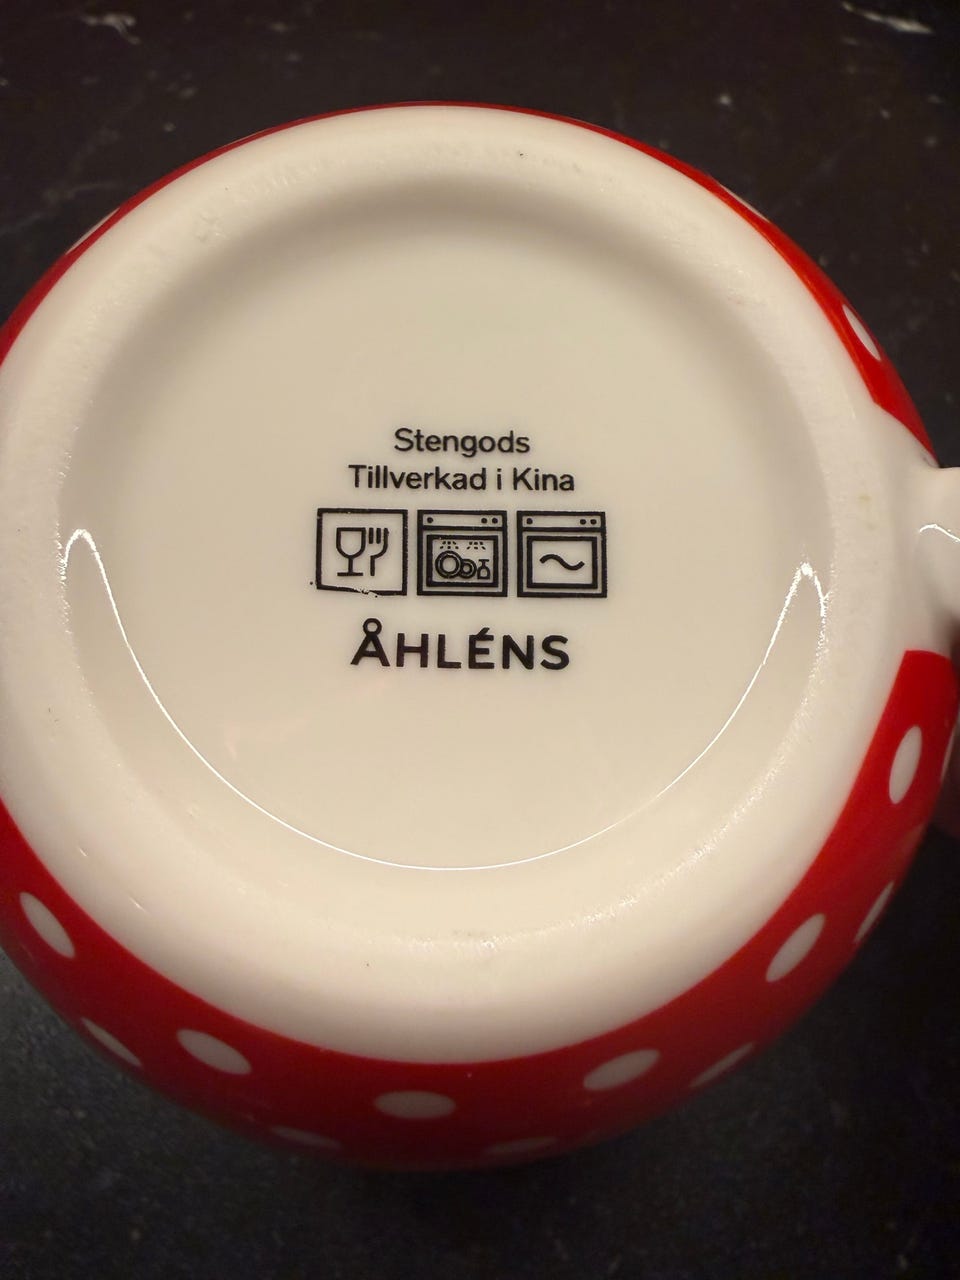 Stengods
Tillverkad i Kina
ÅHLÉNS